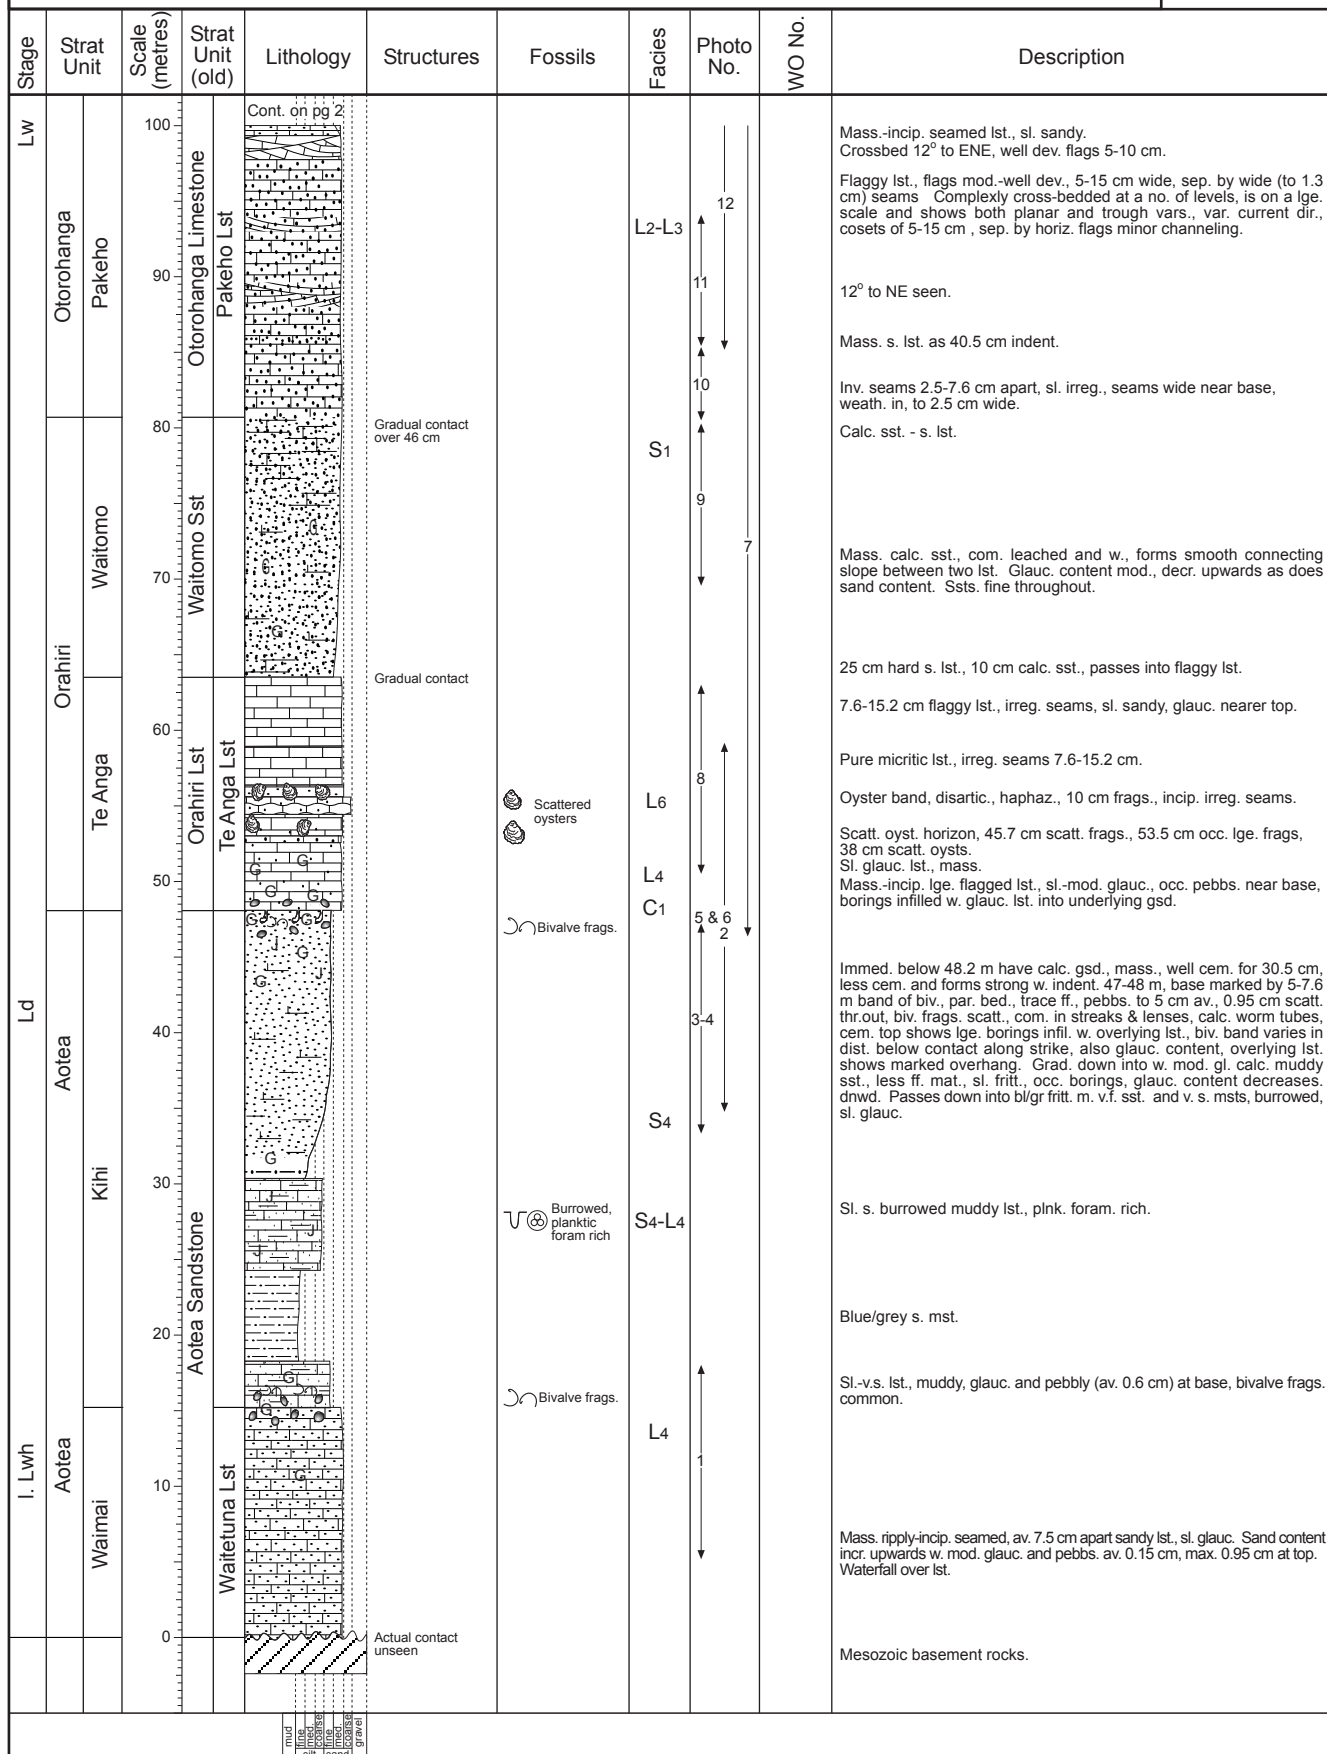 Stage
Strat
Unit
Scale
(metres)
Strat
Unit
(old)
Lithology
Structures
Fossils
Facies
Photo
No.
WO No.
Description
Lw
Ld
l. Lwh
Otorohanga
Orahiri
Aotea
Aotea
Pakeho
Waitomo
Te Anga
Kihi
Waimai
100
90
80
70
60
50
40
30
20
10
0
Otorohanga Limestone
Pakeho Lst
Waitomo Sst
Orahiri Lst
Te Anga Lst
Aotea Sandstone
Waitetuna Lst
Cont. on pg 2
Gradual contact
over 46 cm
Gradual contact
Actual contact
unseen
Scattered
oysters
Bivalve frags.
Burrowed,
planktic
foram rich
Bivalve frags.
L2-L3
S1
L6
L4
C1
S4
S4-L4
L4
12
11
10
9
7
8
5 & 6
2
3-4
1
Mass.-incip. seamed lst., sl. sandy.
Crossbed 12° to ENE, well dev. flags 5-10 cm.
Flaggy lst., flags mod.-well dev., 5-15 cm wide, sep. by wide (to 1.3
cm) seams Complexly cross-bedded at a no. of levels, is on a lge.
scale and shows both planar and trough vars., var. current dir.,
cosets of 5-15 cm , sep. by horiz. flags minor channeling.
12° to NE seen.
Mass. s. lst. as 40.5 cm indent.
Inv. seams 2.5-7.6 cm apart, sl. irreg., seams wide near base,
weath. in, to 2.5 cm wide.
Calc. sst. - s. lst.
Mass. calc. sst., com. leached and w., forms smooth connecting
slope between two lst. Glauc. content mod., decr. upwards as does
sand content. Ssts. fine throughout.
25 cm hard s. lst., 10 cm calc. sst., passes into flaggy lst.
7.6-15.2 cm flaggy lst., irreg. seams, sl. sandy, glauc. nearer top.
Pure micritic lst., irreg. seams 7.6-15.2 cm.
Oyster band, disartic., haphaz., 10 cm frags., incip. irreg. seams.
Scatt. oyst. horizon, 45.7 cm scatt. frags., 53.5 cm occ. lge. frags,
38 cm scatt. oysts.
Sl. glauc. lst., mass.
Mass.-incip. lge. flagged lst., sl.-mod. glauc., occ. pebbs. near base,
borings infilled w. glauc. lst. into underlying gsd.
Immed. below 48.2 m have calc. gsd., mass., well cem. for 30.5 cm,
less cem. and forms strong w. indent. 47-48 m, base marked by 5-7.6
m band of biv., par. bed., trace ff., pebbs. to 5 cm av., 0.95 cm scatt.
thr.out, biv. frags. scatt., com. in streaks & lenses, calc. worm tubes,
cem. top shows lge. borings infil. w. overlying lst., biv. band varies in
dist. below contact along strike, also glauc. content, overlying lst.
shows marked overhang. Grad. down into w. mod. gl. calc. muddy
sst., less ff. mat., sl. fritt., occ. borings, glauc. content decreases.
dnwd. Passes down into bl/gr fritt. m. v.f. sst. and v. s. msts, burrowed,
sl. glauc.
Sl. s. burrowed muddy lst., plnk. foram. rich.
Blue/grey s. mst.
Sl.-v.s. lst., muddy, glauc. and pebbly (av. 0.6 cm) at base, bivalve frags.
common.
Mass. ripply-incip. seamed, av. 7.5 cm apart sandy lst., sl. glauc. Sand content
incr. upwards w. mod. glauc. and pebbs. av. 0.15 cm, max. 0.95 cm at top.
Waterfall over lst.
Mesozoic basement rocks.
mud
fine
med.
coarse
fine
med.
coarse
gravel
silt
sand